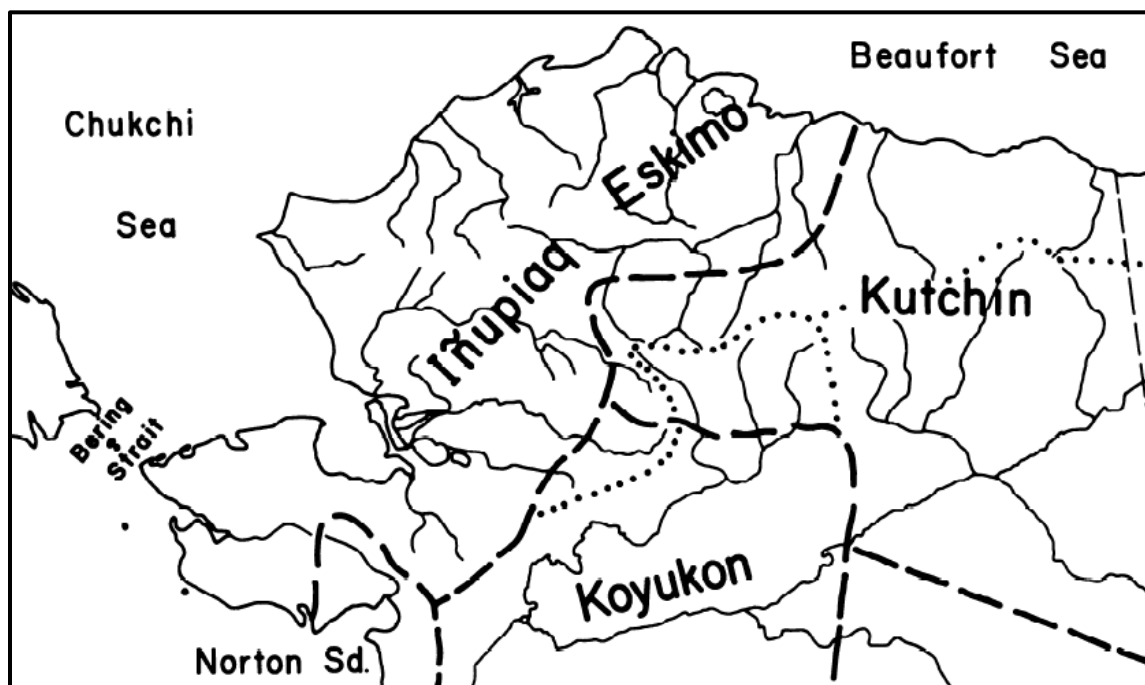 Beaufort Sea
Chukchi
Sea
Eskimo
Iñupiaq
Kutchin
Bering
Strait
Koyukon
Norton Sd.